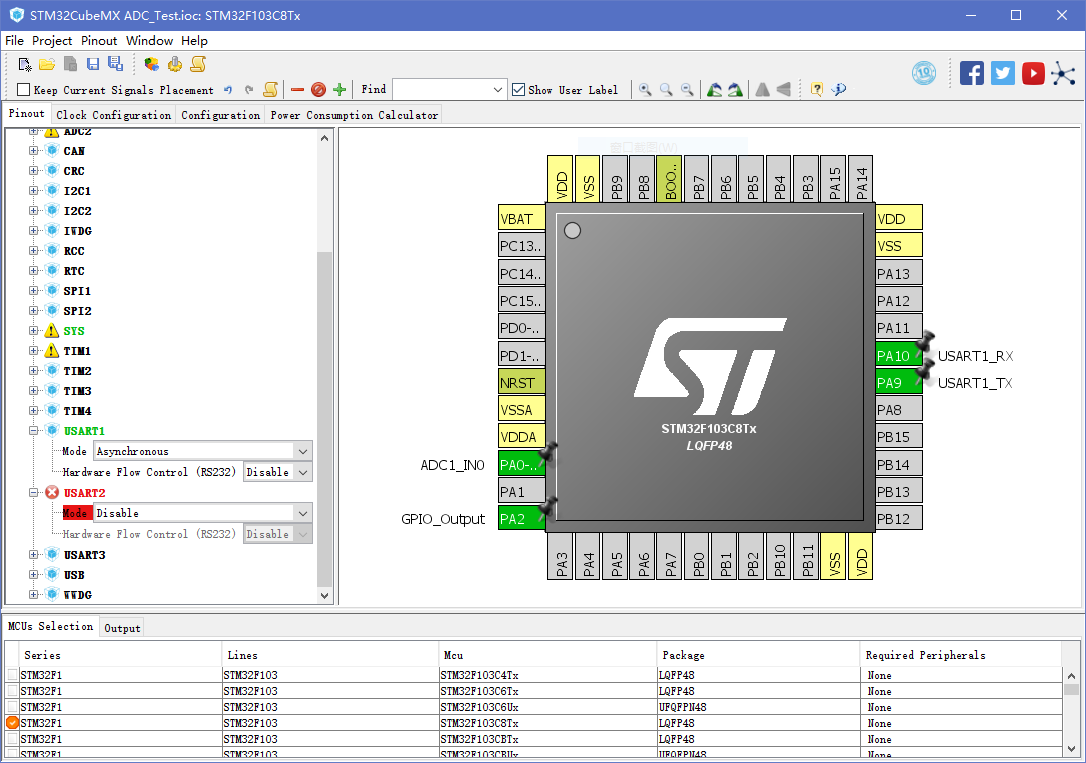 STM32CubeMX ADC_Test.ioc: STM32F103C8Tx
File Project Pinout Window Help
10
Keep Current Signals Placement Find Show User Label
Pinout Clock Configuration Configuration Power Consumption Calculator
ADC2
CAN
CRC
I2C1
I2C2
IWDG
RCC
RTC
SPI1
SPI2
SYS
TIM1
TIM2
TIM3
TIM4
USART1
Mode Asynchronous
Hardware Flow Control (RS232) Disable
USART2
Mode Disable
Hardware Flow Control (RS232) Disable
USART3
USB
WWDG
窗口截图(W)
VDD VSS PB9 PB8 BOO.. PB7 PB6 PB5 PB4 PB3 PA15 PA14
VBAT
PC13..
PC14..
PC15..
PD0-..
PD1-..
NRST
VSSA
VDDA
ADC1_IN0 PA0-..
PA1
GPIO_Output PA2
STM32F103C8Tx
LQFP48
VDD
VSS
PA13
PA12
PA11
PA10 USART1_RX
PA9 USART1_TX
PA8
PB15
PB14
PB13
PB12
PA3 PA4 PA5 PA6 PA7 PB0 PB1 PB2 PB10 PB11 VSS VDD
MCUs Selection Output
Series Lines Mcu Package Required Peripherals
STM32F1 STM32F103 STM32F103C4Tx LQFP48 None
STM32F1 STM32F103 STM32F103C6Tx LQFP48 None
STM32F1 STM32F103 STM32F103C6Ux UFQFPN48 None
STM32F1 STM32F103 STM32F103C8Tx LQFP48 None
STM32F1 STM32F103 STM32F103CBTx LQFP48 None
STM32F1 STM32F103 STM32F103CBUx UFQFPN48 None